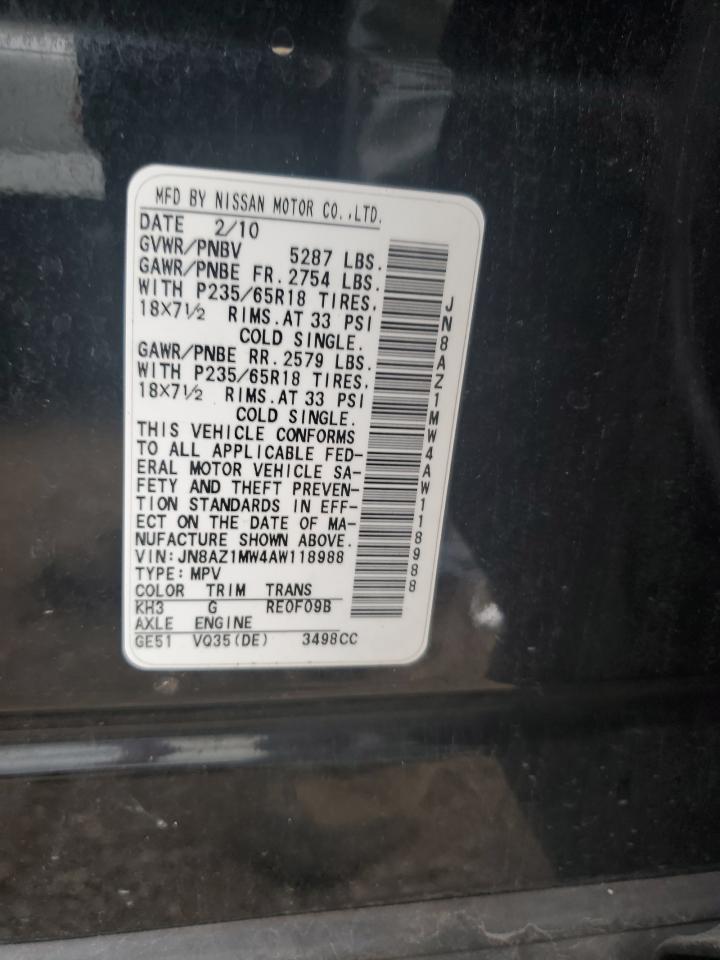 MFD BY NISSAN MOTOR CO.,LTD.
DATE 2/10
GVWR/PNBV 5287 LBS.
GAWR/PNBE FR. 2754 LBS.
WITH P235/65R18 TIRES,
18×7½ RIMS.AT 33 PSI
COLD SINGLE.
GAWR/PNBE RR. 2579 LBS.
WITH P235/65R18 TIRES,
18×7½ RIMS.AT 33 PSI
COLD SINGLE.
THIS VEHICLE CONFORMS
TO ALL APPLICABLE FED-
ERAL MOTOR VEHICLE SA-
FETY AND THEFT PREVEN-
TION STANDARDS IN EFF-
ECT ON THE DATE OF MA-
NUFACTURE SHOWN ABOVE.
VIN:JN8AZ1MW4AW118988
TYPE:MPV
COLOR TRIM TRANS
KH3 G RE0F09B
AXLE ENGINE
GE51 VQ35(DE) 3498CC
JN8AZ1MW4AW118988